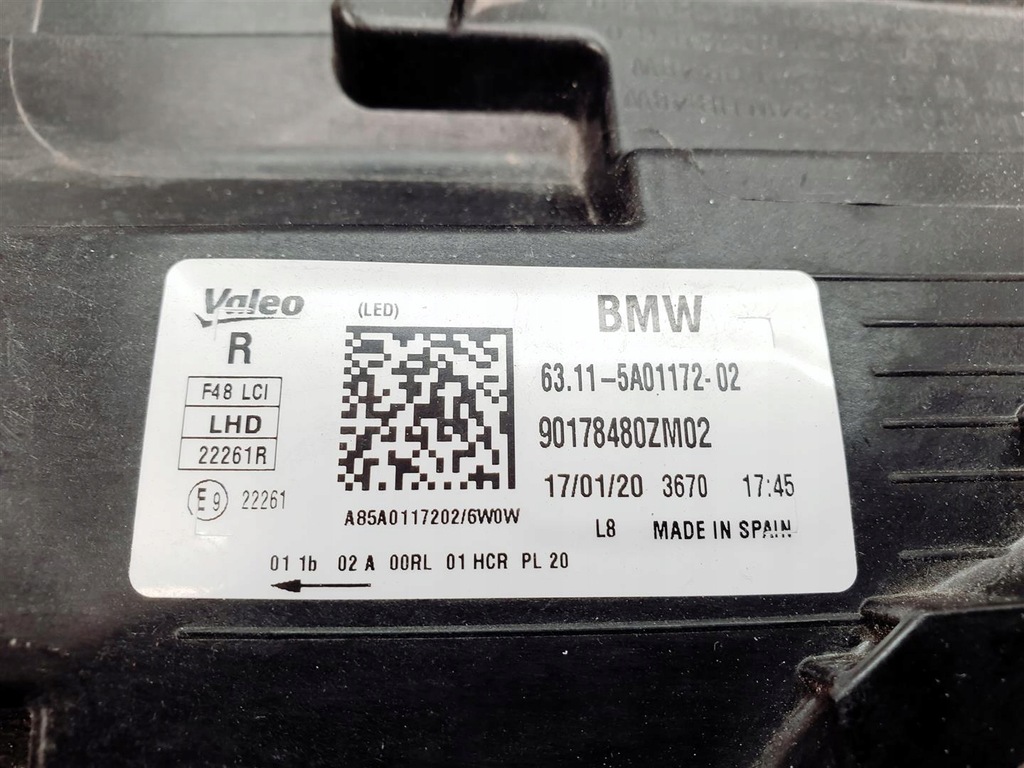 Valeo
(LED)
BMW
R
63.11-5A01172-02
F48 LCI
LHD
90178480ZM02
22261R
17/01/20 3670 17:45
E9 22261
A85A0117202/6W0W
L8 MADE IN SPAIN
01 1b 02 A 00RL 01 HCR PL 20